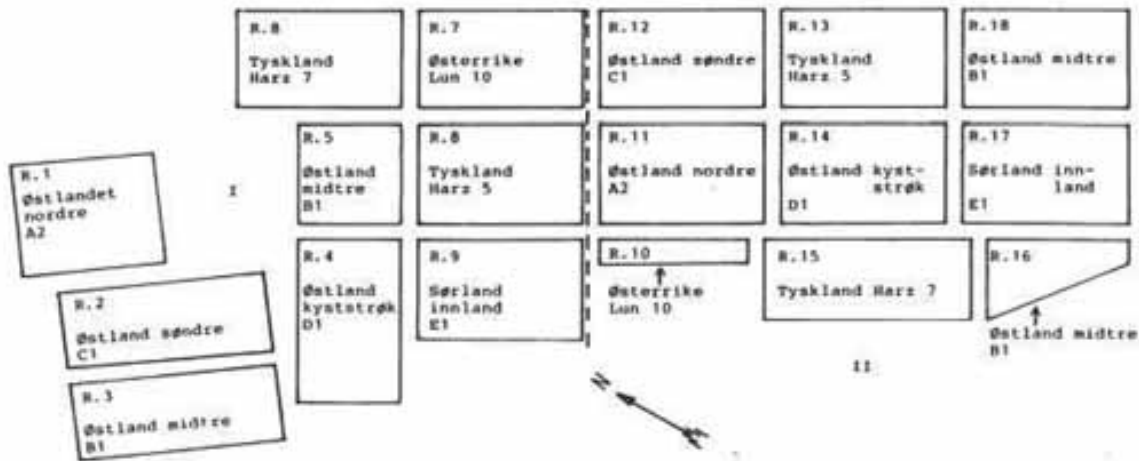 R.8
Tyskland
Harz 7
R.7
Østerrike
Lun 10
R.12
Østland søndre
C1
R.13
Tyskland
Harz 5
R.18
Østland midtre
B1
R.1
Østlandet
nordre
A2
I
R.5
Østland
midtre
B1
R.8
Tyskland
Harz 5
R.11
Østland nordre
A2
R.14
Østland kyst-
strøk
D1
R.17
Sørland inn-
land
E1
R.2
Østland søndre
C1
R.4
Østland
kyststrøk
D1
R.9
Sørland
innland
E1
R.10
Østerrike
Lun 10
R.15
Tyskland Harz 7
R.16
Østland midtre
B1
R.3
Østland midtre
B1
II
N